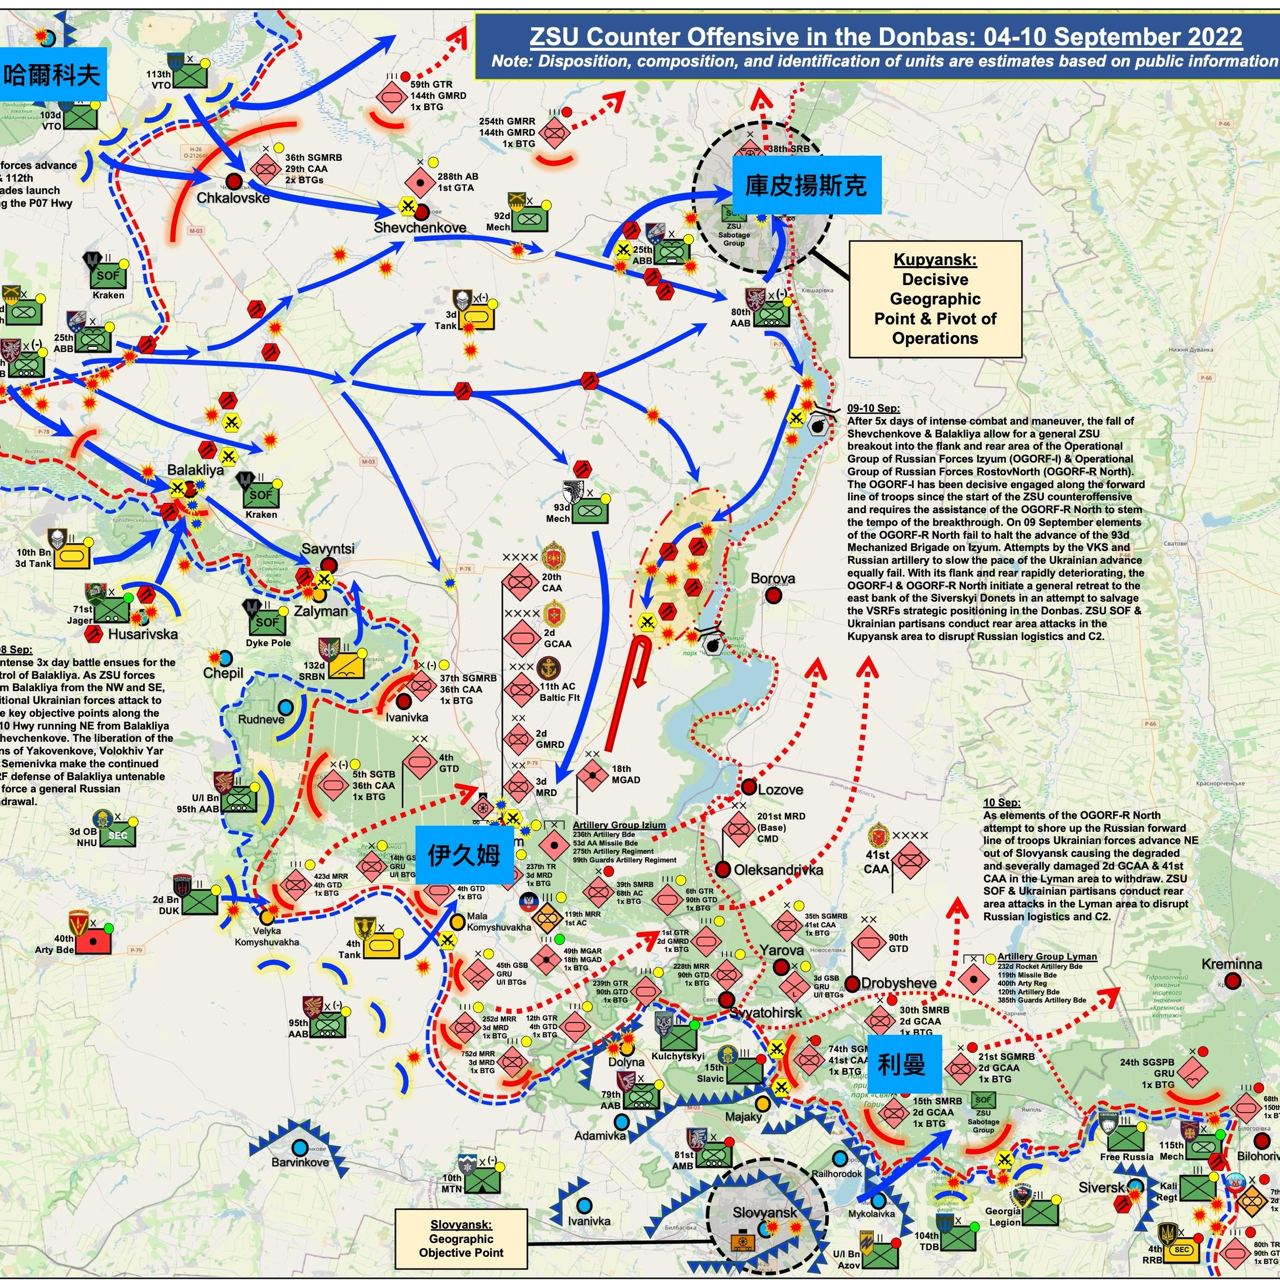 ZSU Counter Offensive in the Donbas: 04-10 September 2022
Note: Disposition, composition, and identification of units are estimates based on public information
哈爾科夫
113th
VTO
103d
VTO
forces advance
& 112th
ades launch
ng the P07 Hwy
59th GTR
144th GMRD
1x BTG
254th GMRR
144th GMRD
1x BTG
36th SGMRB
29th CAA
2x BTGs
Chkalovske
288th AB
1st GTA
Shevchenkove
92d
Mech
38th SRB
庫皮揚斯克
ZSU
Sabotage
Group
25th
ABB
Kupyansk:
Decisive
Geographic
Point & Pivot of
Operations
SOF
Kraken
25th
ABB
3d
Tank
80th
AAB
09-10 Sep:
After 5x days of intense combat and maneuver, the fall of
Shevchenkove & Balakliya allow for a general ZSU
breakout into the flank and rear area of the Operational
Group of Russian Forces Izyum (OGORF-I) & Operational
Group of Russian Forces RostovNorth (OGORF-R North).
The OGORF-I has been decisive engaged along the forward
line of troops since the start of the ZSU counteroffensive
and requires the assistance of the OGORF-R North to stem
the tempo of the breakthrough. On 09 September elements
of the OGORF-R North fail to halt the advance of the 93d
Mechanized Brigade on Izyum. Attempts by the VKS and
Russian artillery to slow the pace of the Ukrainian advance
equally fail. With its flank and rear rapidly deteriorating, the
OGORF-I & OGORF-R North initiate a general retreat to the
east bank of the Siverskyi Donets in an attempt to salvage
the VSRFs strategic positioning in the Donbas. ZSU SOF &
Ukrainian partisans conduct rear area attacks in the
Kupyansk area to disrupt Russian logistics and C2.
Balakliya
SOF
Kraken
93d
Mech
10th Bn
3d Tank
Savyntsi
Zalyman
71st
Jager
Husarivska
SOF
Dyke Pole
20th
CAA
2d
GCAA
11th AC
Baltic Flt
2d
GMRD
3d
MRD
Borova
08 Sep:
ntense 3x day battle ensues for the
trol of Balakliya. As ZSU forces
m Balakliya from the NW and SE,
itional Ukrainian forces attack to
e key objective points along the
10 Hwy running NE from Balakliya
Shevchenkove. The liberation of the
ns of Yakovenkove, Volokhiv Yar
Semenivka make the continued
RF defense of Balakliya untenable
force a general Russian
hdrawal.
Chepil
132d
SRBN
37th SGMRB
36th CAA
1x BTG
Ivanivka
Rudneve
4th
GTD
5th SGTB
36th CAA
1x BTG
U/I Bn
95th AAB
3d OB
NHU
SEC
18th
MGAD
Lozove
201st MRD
(Base)
CMD
Oleksandrivka
41st
CAA
10 Sep:
As elements of the OGORF-R North
attempt to shore up the Russian forward
line of troops Ukrainian forces advance NE
out of Slovyansk causing the degraded
and severally damaged 2d GCAA & 41st
CAA in the Lyman area to withdraw. ZSU
SOF & Ukrainian partisans conduct rear
area attacks in the Lyman area to disrupt
Russian logistics and C2.
Artillery Group Izium
236th Artillery Bde
53d AA Missile Bde
275th Artillery Regiment
99th Guards Artillery Regiment
伊久姆
14th GSB
GRU
U/I BTG
423d MRR
4th GTD
1x BTG
4th GTD
1x BTG
237th TR
3d MRD
1x BTG
39th SMRB
68th AC
1x BTG
6th GTR
90th GTD
1x BTG
119th MRR
1st AC
2d Bn
DUK
Velyka
Komyshuvakha
Mala
Komyshuvakha
40th
Arty Bde
4th
Tank
49th MGAR
18th MGAD
1x BTG
1st GTR
2d GMRD
1x BTG
35th SGMRB
41st CAA
1x BTG
90th
GTD
Yarova
3d GSB
GRU
U/I BTGs
Drobysheve
45th GSB
GRU
U/I BTGs
228th MRR
90th GTD
1x BTG
239th GTR
90th GTD
1x BTG
Svyatohirsk
Artillery Group Lyman
232d Rocket Artillery Bde
119th Missile Bde
400th Arty Reg
120th Artillery Bde
385th Guards Artillery Bde
Kreminna
95th
AAB
252d MRR
3d MRD
1x BTG
12th GTR
4th GTD
1x BTG
752d MRR
3d MRD
1x BTG
Dolyna
Kulchytskyi
15th
Slavic
30th SMRB
2d GCAA
1x BTG
74th SG
41st CAA
1x BTG
利曼
21st SGMRB
2d GCAA
1x BTG
24th SGSPB
GRU
1x BTG
79th
AAB
Majaky
15th SMRB
2d GCAA
1x BTG
SOF
ZSU
Sabotage
Group
Adamivka
Barvinkove
10th
MTN
81st
AMB
Railhorodok
Free Russia
115th
Mech
Bilohoriv
Siversk
Kali
Regt
Ivanivka
Slovyansk
Mykolaivka
Georgia
Legion
104th
TDB
U/I Bn
Azov
4th
RRB
SEC
80th TR
90th GT
1x BT
Slovyansk:
Geographic
Objective Point